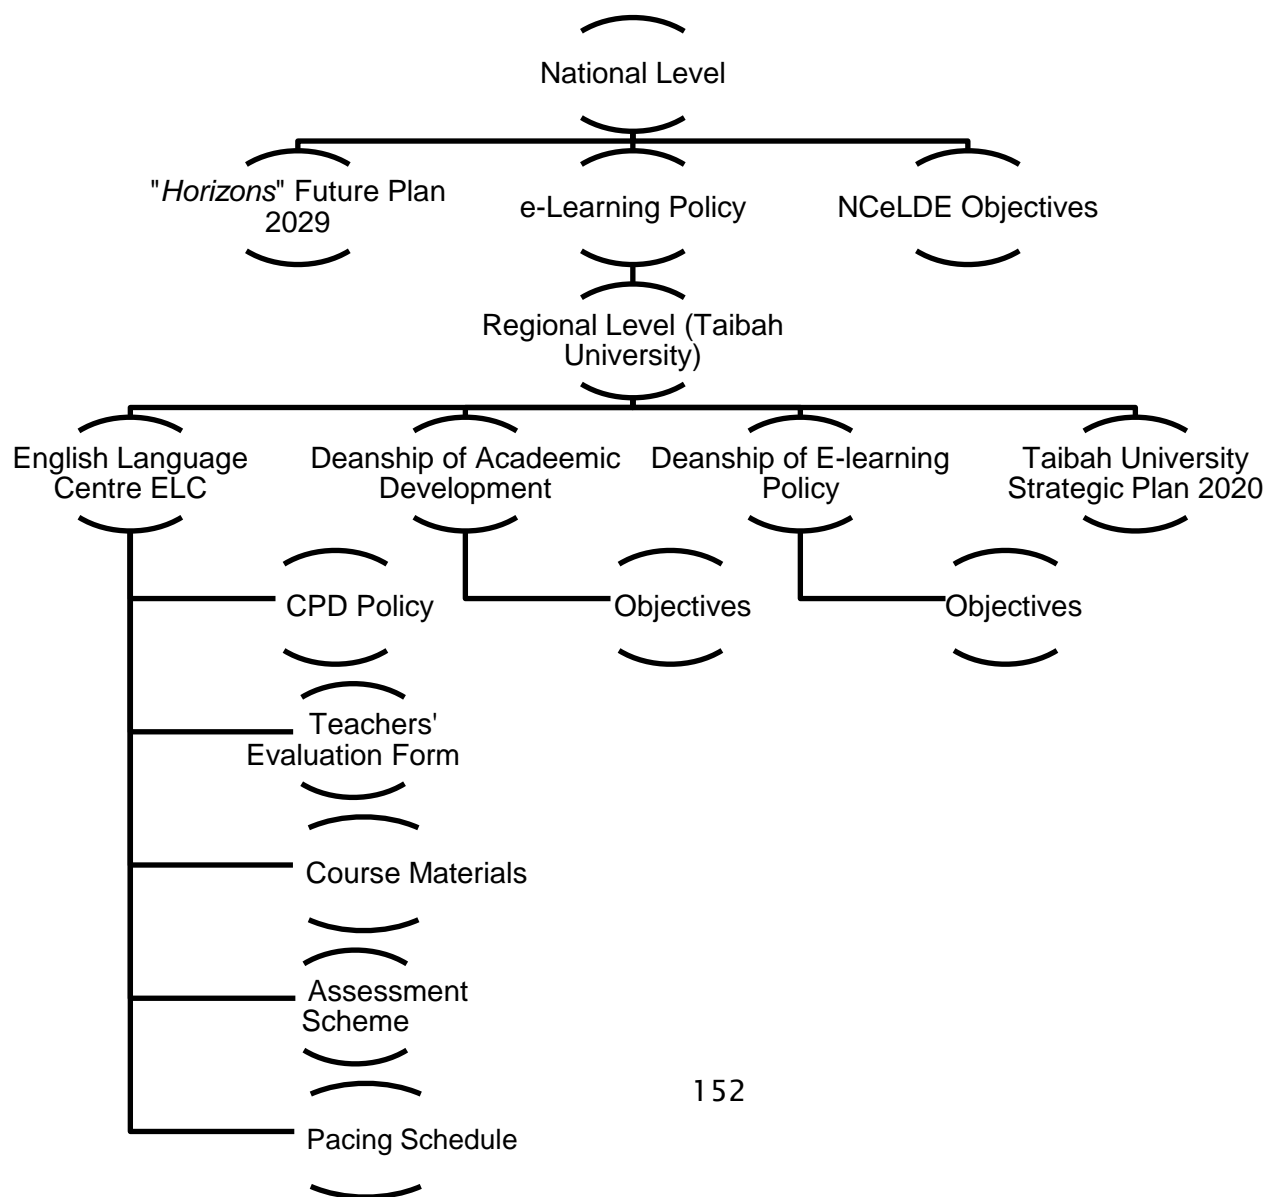 National Level
"Horizons" Future Plan
2029
e-Learning Policy
NCeLDE Objectives
Regional Level (Taibah
University)
English Language
Centre ELC
Deanship of Acadeemic
Development
Deanship of E-learning
Policy
Taibah University
Strategic Plan 2020
CPD Policy
Objectives
Objectives
Teachers'
Evaluation Form
Course Materials
Assessment
Scheme
152
Pacing Schedule